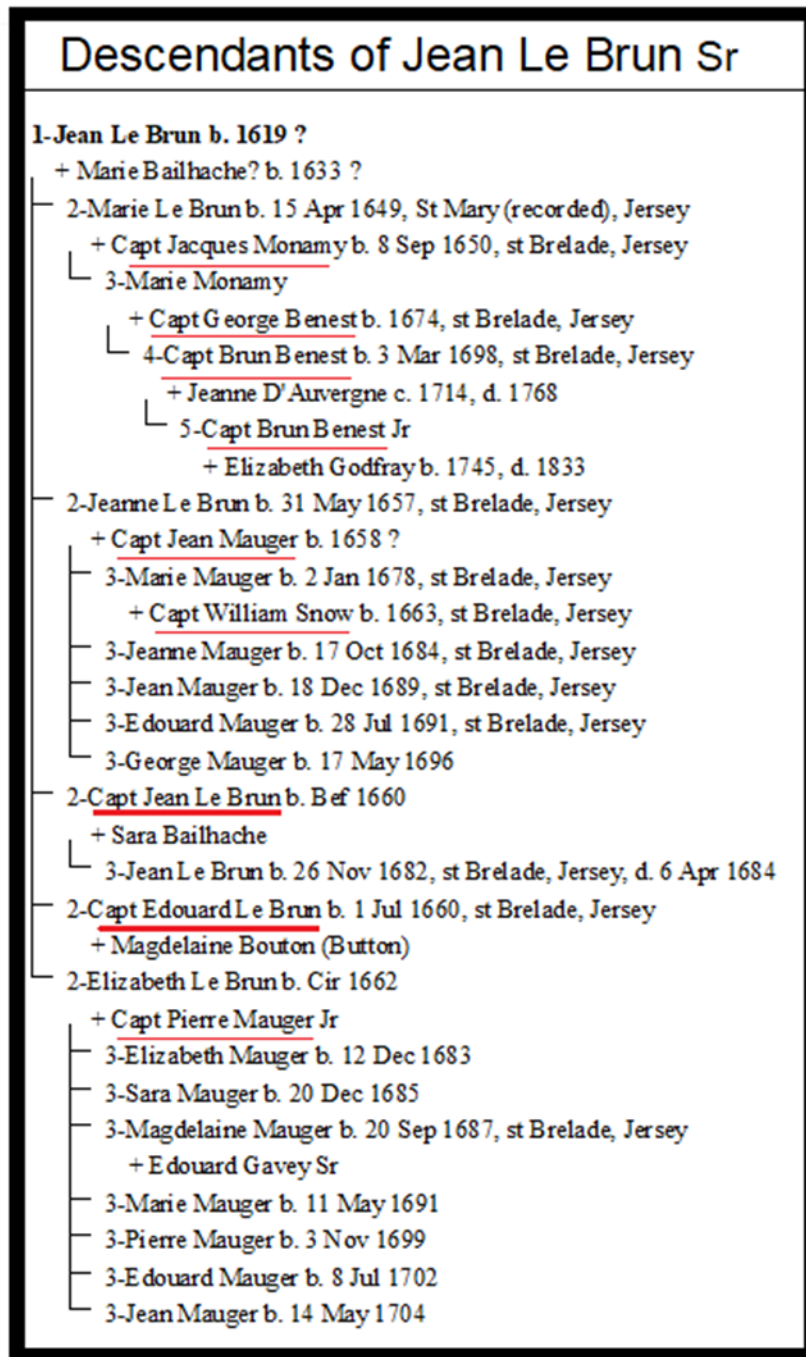 Descendants of Jean Le Brun Sr
1-Jean Le Brun b. 1619 ?
+ Marie Bailhache? b. 1633 ?
2-Marie Le Brun b. 15 Apr 1649, St Mary (recorded), Jersey
+ Capt Jacques Monamy b. 8 Sep 1650, st Brelade, Jersey
3-Marie Monamy
+ Capt George Benest b. 1674, st Brelade, Jersey
4-Capt Brun Benest b. 3 Mar 1698, st Brelade, Jersey
+ Jeanne D'Auvergne c. 1714, d. 1768
5-Capt Brun Benest Jr
+ Elizabeth Godfray b. 1745, d. 1833
2-Jeanne Le Brun b. 31 May 1657, st Brelade, Jersey
+ Capt Jean Mauger b. 1658 ?
3-Marie Mauger b. 2 Jan 1678, st Brelade, Jersey
+ Capt William Snow b. 1663, st Brelade, Jersey
3-Jeanne Mauger b. 17 Oct 1684, st Brelade, Jersey
3-Jean Mauger b. 18 Dec 1689, st Brelade, Jersey
3-Edouard Mauger b. 28 Jul 1691, st Brelade, Jersey
3-George Mauger b. 17 May 1696
2-Capt Jean Le Brun b. Bef 1660
+ Sara Bailhache
3-Jean Le Brun b. 26 Nov 1682, st Brelade, Jersey, d. 6 Apr 1684
2-Capt Edouard Le Brun b. 1 Jul 1660, st Brelade, Jersey
+ Magdelaine Bouton (Button)
2-Elizabeth Le Brun b. Cir 1662
+ Capt Pierre Mauger Jr
3-Elizabeth Mauger b. 12 Dec 1683
3-Sara Mauger b. 20 Dec 1685
3-Magdelaine Mauger b. 20 Sep 1687, st Brelade, Jersey
+ Edouard Gavey Sr
3-Marie Mauger b. 11 May 1691
3-Pierre Mauger b. 3 Nov 1699
3-Edouard Mauger b. 8 Jul 1702
3-Jean Mauger b. 14 May 1704